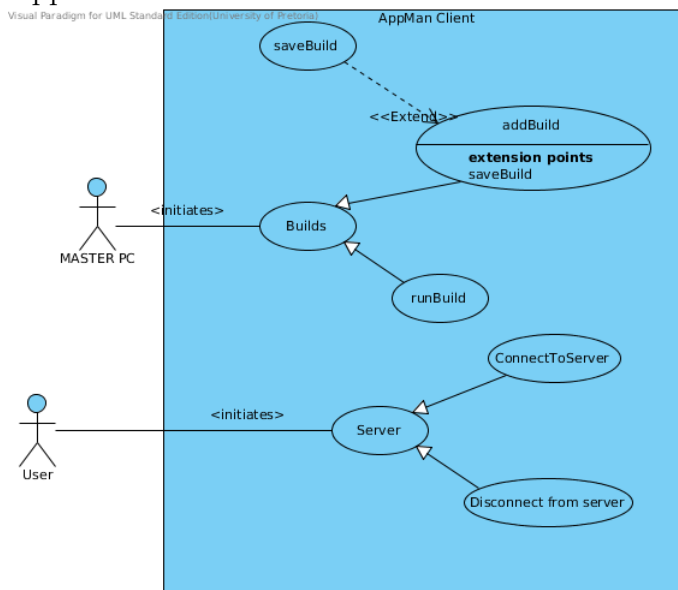 Visual Paradigm for UML Standard Edition(University of Pretoria)
AppMan Client
saveBuild
<<Extend>>
addBuild
extension points
saveBuild
<initiates>
Builds
MASTER PC
runBuild
ConnectToServer
<initiates>
Server
User
Disconnect from server